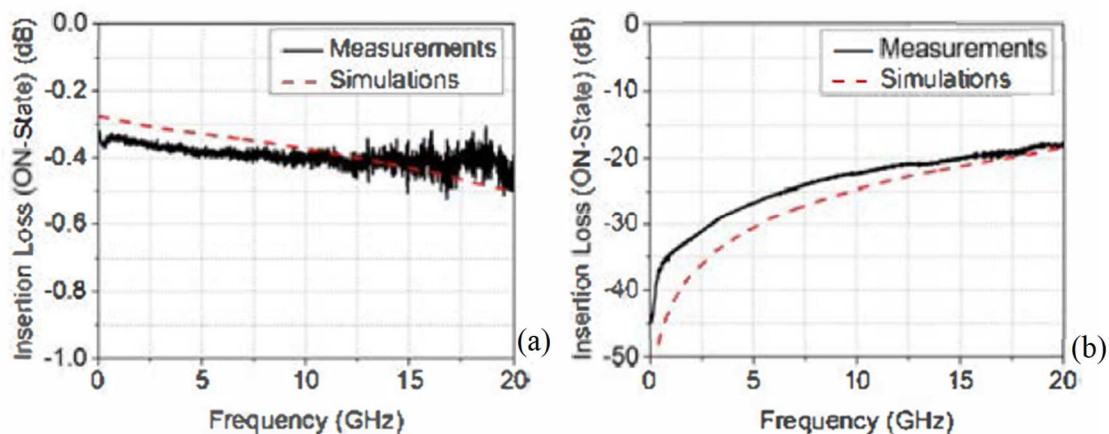 0.0
-0.2
-0.4
-0.6
-0.8
-1.0
Insertion Loss (ON-State) (dB)
Measurements
Simulations
0
5
10
15
20
Frequency (GHz)
(a)
0
-10
-20
-30
-40
-50
Insertion Loss (ON-State) (dB)
Measurements
Simulations
0
5
10
15
20
Frequency (GHz)
(b)